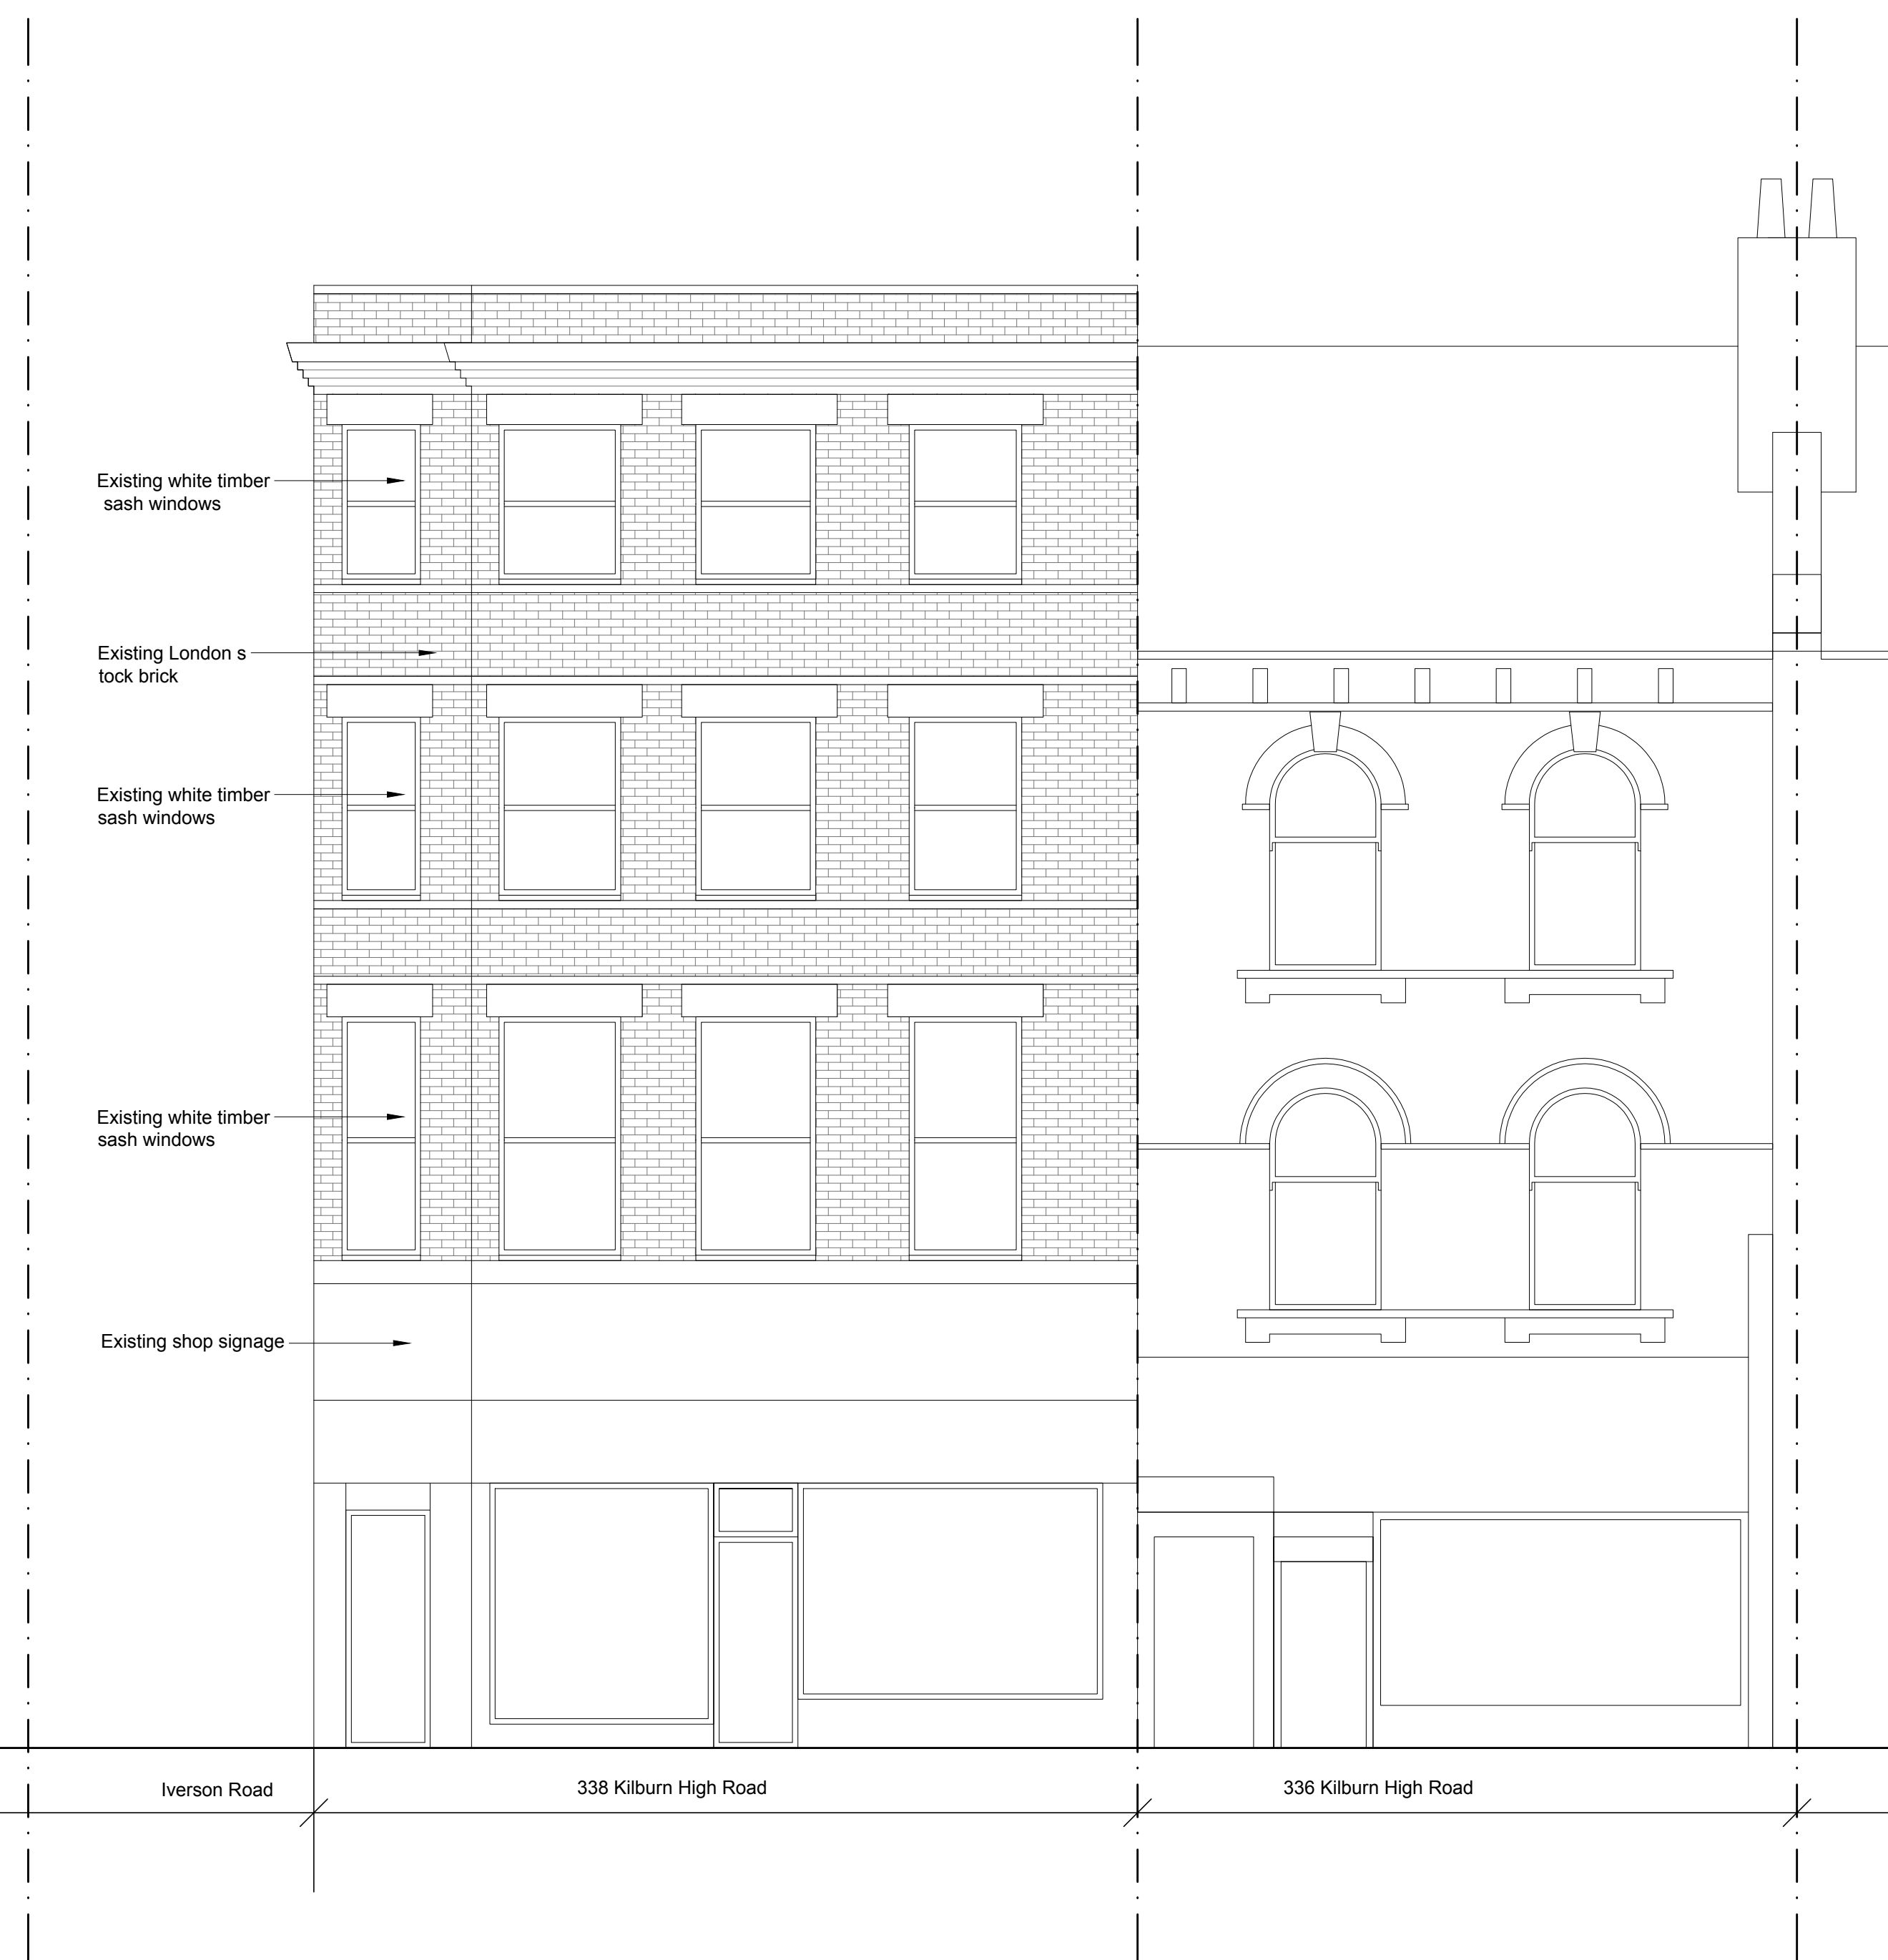 Existing white timber
sash windows
Existing London s
tock brick
Existing white timber
sash windows
Existing white timber
sash windows
Existing shop signage
Iverson Road
338 Kilburn High Road
336 Kilburn High Road